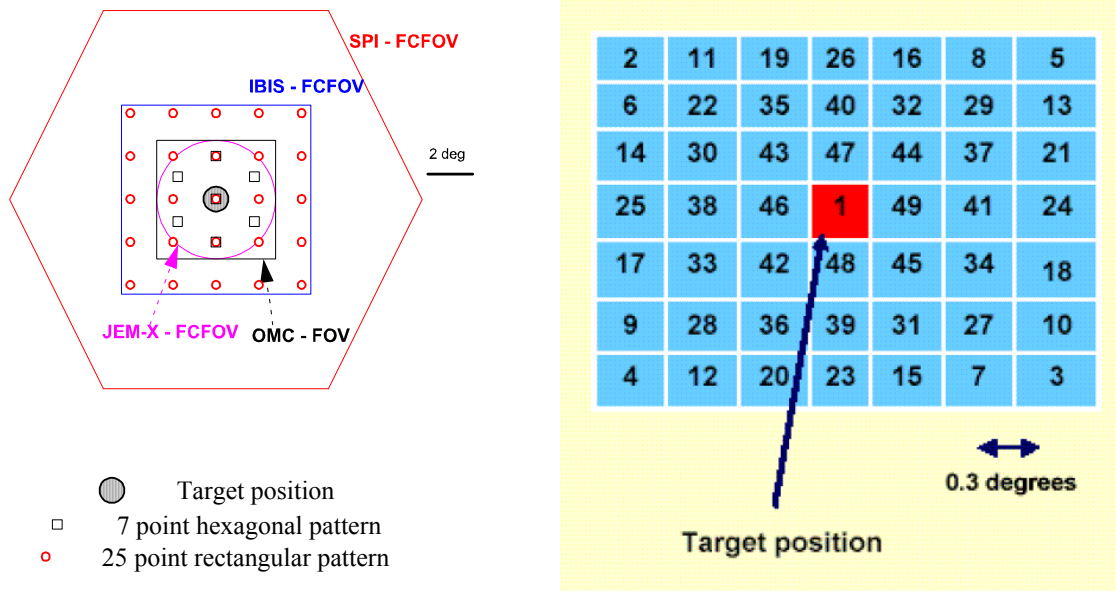 SPI - FCFOV
IBIS - FCFOV
2 deg
JEM-X - FCFOV
OMC - FOV
Target position
7 point hexagonal pattern
25 point rectangular pattern
2 11 19 26 16 8 5
6 22 35 40 32 29 13
14 30 43 47 44 37 21
25 38 46 1 49 41 24
17 33 42 48 45 34 18
9 28 36 39 31 27 10
4 12 20 23 15 7 3
0.3 degrees
Target position